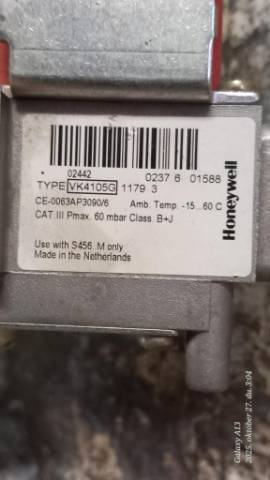 02442
0237 6 01588
TYPE VK4105G 1179 3
CE-0063AP3090/6 Amb. Temp. -15...60 C
CAT III Pmax. 60 mbar Class. B+J
Use with S456..M only
Made in the Netherlands
Honeywell
Galaxy A13
2025. október 27. du. 3:04